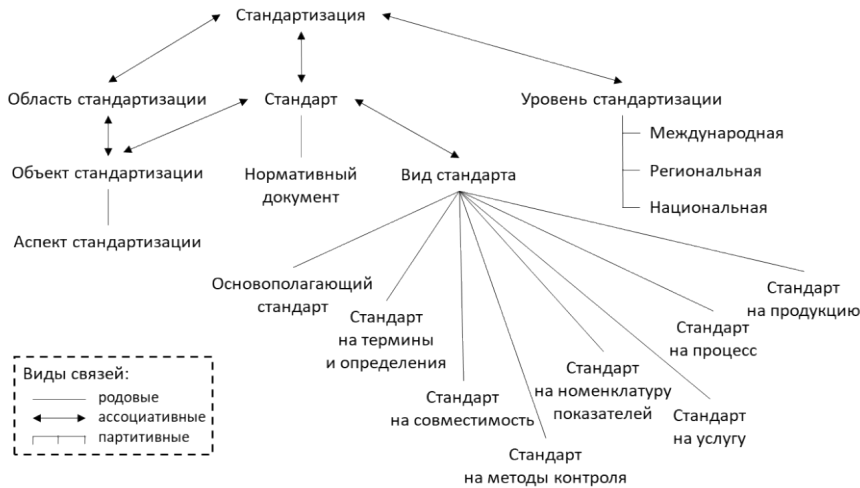 Стандартизация
Область стандартизации
Стандарт
Уровень стандартизации
Международная
Региональная
Национальная
Объект стандартизации
Нормативный
документ
Вид стандарта
Аспект стандартизации
Основополагающий
стандарт
Стандарт
на термины
и определения
Стандарт
на совместимость
Стандарт
на методы контроля
Стандарт
на номенклатуру
показателей
Стандарт
на услугу
Стандарт
на процесс
Стандарт
на продукцию
Виды связей:
родовые
ассоциативные
партитивные